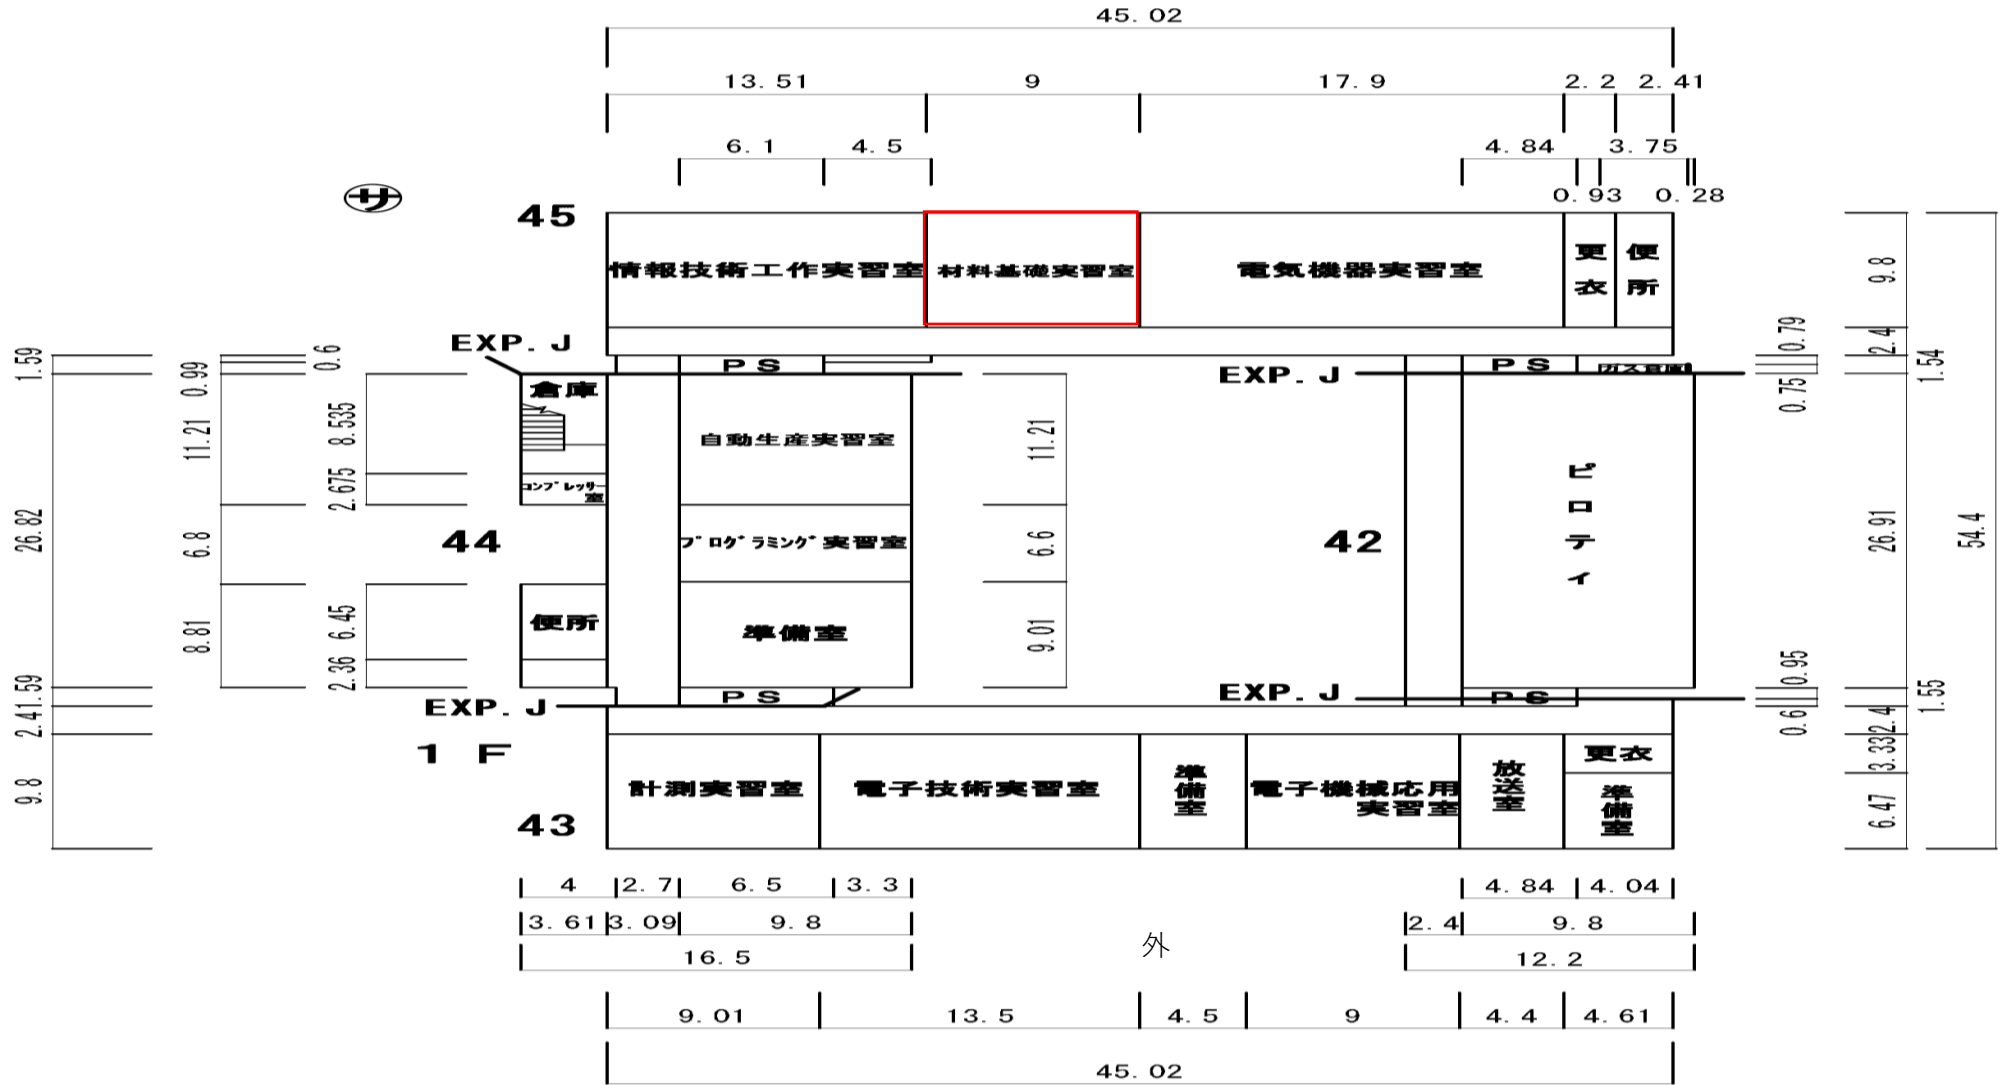 45.02
13.51 9 17.9 2.2 2.41
6.1 4.5 4.84 3.75
0.93 0.28
サ
45
情報技術工作実習室 材料基礎実習室 電気機器実習室 更衣 便所
9.8
EXP.J
PS
EXP.J
PS
ガス倉庫
1.59
0.99
0.6
0.79
2.4
1.54
0.75
倉庫
自動生産実習室
コンプレッサー室
11.21
8.535
2.675
11.21
ピロティ
26.82
6.8
44
プログラミング実習室
6.6
42
26.91
54.4
8.81
6.45
2.36
便所
準備室
9.01
1.59
2.41
EXP.J
PS
EXP.J
PS
0.95
1.55
0.6
2.4
1F
3.33
9.8
計測実習室 電子技術実習室 準備室 電子機械応用実習室 放送室 更衣
準備室
6.47
43
4 2.7 6.5 3.3 4.84 4.04
3.61 3.09 9.8 2.4 9.8
16.5 外 12.2
9.01 13.5 4.5 9 4.4 4.61
45.02